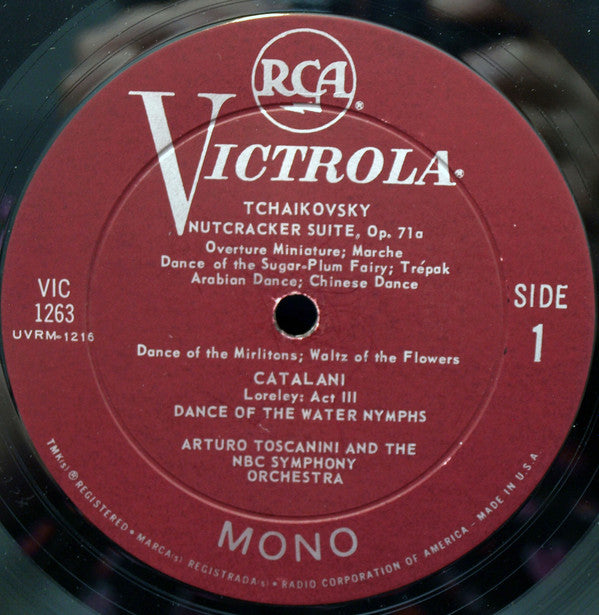 RCA ®
VICTROLA®
TCHAIKOVSKY
NUTCRACKER SUITE, Op. 71a
Overture Miniature; Marche
Dance of the Sugar-Plum Fairy; Trépak
Arabian Dance; Chinese Dance
VIC
1263
UVRM-1216
SIDE
1
Dance of the Mirlitons; Waltz of the Flowers
CATALANI
Loreley: Act III
DANCE OF THE WATER NYMPHS
ARTURO TOSCANINI AND THE
NBC SYMPHONY
ORCHESTRA
MONO
TMK(s) ® REGISTERED • MARCA(s) REGISTRADA(s) • RADIO CORPORATION OF AMERICA - MADE IN U.S.A